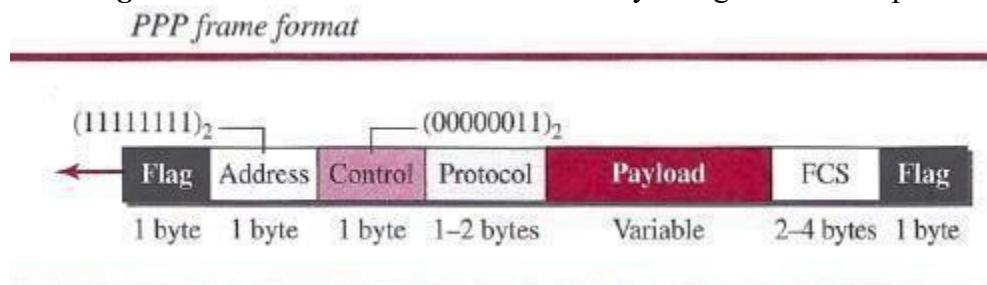 PPP frame format
(11111111)2 (00000011)2
Flag Address Control Protocol Payload FCS Flag
1 byte 1 byte 1 byte 1–2 bytes Variable 2–4 bytes 1 byte